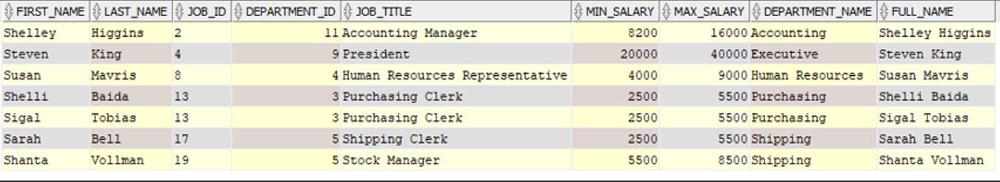 FIRST_NAME LAST_NAME JOB_ID DEPARTMENT_ID JOB_TITLE MIN_SALARY MAX_SALARY DEPARTMENT_NAME FULL_NAME
Shelley Higgins 2 11 Accounting Manager 8200 16000 Accounting Shelley Higgins
Steven King 4 9 President 20000 40000 Executive Steven King
Susan Mavris 8 4 Human Resources Representative 4000 9000 Human Resources Susan Mavris
Shelli Baida 13 3 Purchasing Clerk 2500 5500 Purchasing Shelli Baida
Sigal Tobias 13 3 Purchasing Clerk 2500 5500 Purchasing Sigal Tobias
Sarah Bell 17 5 Shipping Clerk 2500 5500 Shipping Sarah Bell
Shanta Vollman 19 5 Stock Manager 5500 8500 Shipping Shanta Vollman